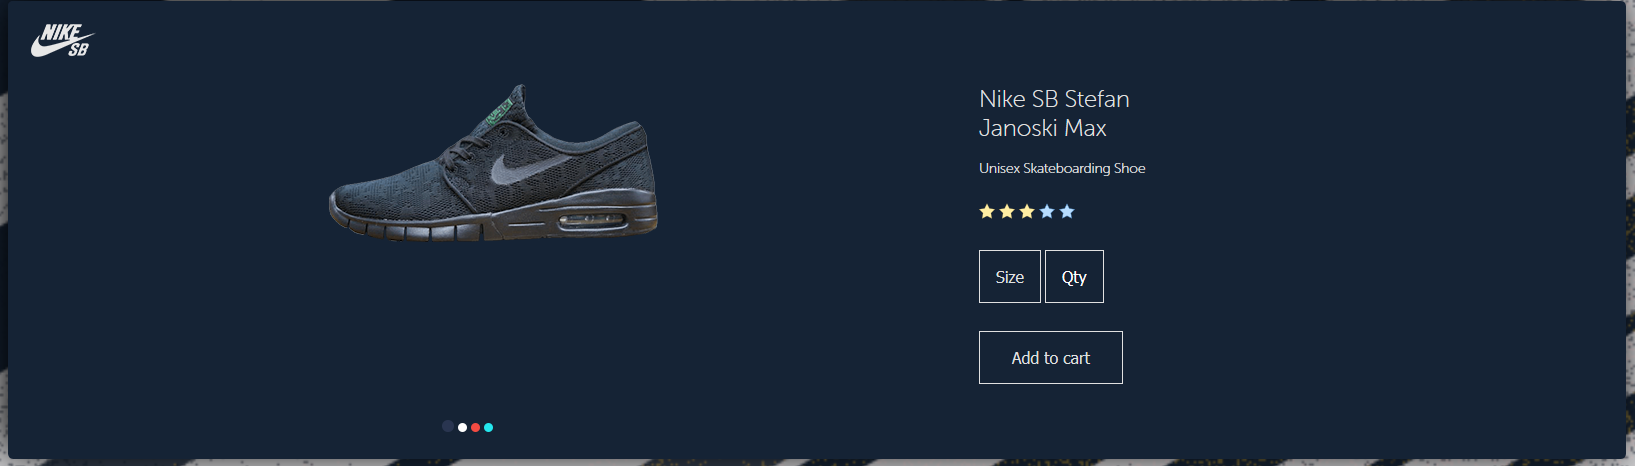 NIKE
SB
Nike SB Stefan
Janoski Max
Unisex Skateboarding Shoe
Size
Qty
Add to cart